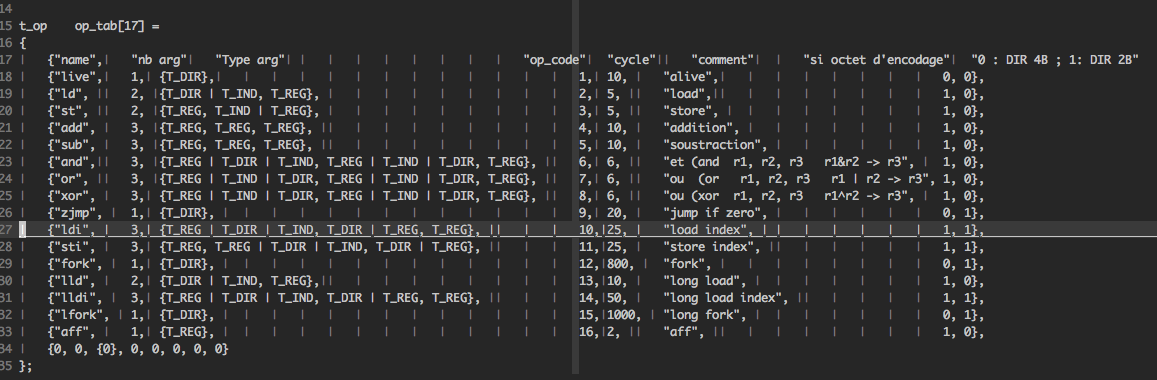 14
15 t_op op_tab[17] =
16 {
17 {"name", "nb arg" "Type arg" "op_code" "cycle" "comment" "si octet d'encodage" "0 : DIR 4B ; 1: DIR 2B"
18 {"live", 1, {T_DIR}, 1, 10, "alive", 0, 0},
19 {"ld", 2, {T_DIR | T_IND, T_REG}, 2, 5, "load", 1, 0},
20 {"st", 2, {T_REG, T_IND | T_REG}, 3, 5, "store", 1, 0},
21 {"add", 3, {T_REG, T_REG, T_REG}, 4, 10, "addition", 1, 0},
22 {"sub", 3, {T_REG, T_REG, T_REG}, 5, 10, "soustraction", 1, 0},
23 {"and", 3, {T_REG | T_DIR | T_IND, T_REG | T_IND | T_DIR, T_REG}, 6, 6, "et (and r1, r2, r3 r1&r2 -> r3", 1, 0},
24 {"or", 3, {T_REG | T_IND | T_DIR, T_REG | T_IND | T_DIR, T_REG}, 7, 6, "ou (or r1, r2, r3 r1 | r2 -> r3", 1, 0},
25 {"xor", 3, {T_REG | T_IND | T_DIR, T_REG | T_IND | T_DIR, T_REG}, 8, 6, "ou (xor r1, r2, r3 r1^r2 -> r3", 1, 0},
26 {"zjmp", 1, {T_DIR}, 9, 20, "jump if zero", 0, 1},
27 {"ldi", 3, {T_REG | T_DIR | T_IND, T_DIR | T_REG, T_REG}, 10, 25, "load index", 1, 1},
28 {"sti", 3, {T_REG, T_REG | T_DIR | T_IND, T_DIR | T_REG}, 11, 25, "store index", 1, 1},
29 {"fork", 1, {T_DIR}, 12, 800, "fork", 0, 1},
30 {"lld", 2, {T_DIR | T_IND, T_REG}, 13, 10, "long load", 1, 0},
31 {"lldi", 3, {T_REG | T_DIR | T_IND, T_DIR | T_REG, T_REG}, 14, 50, "long load index", 1, 1},
32 {"lfork", 1, {T_DIR}, 15, 1000, "long fork", 0, 1},
33 {"aff", 1, {T_REG}, 16, 2, "aff", 1, 0},
34 {0, 0, {0}, 0, 0, 0, 0, 0}
35 };